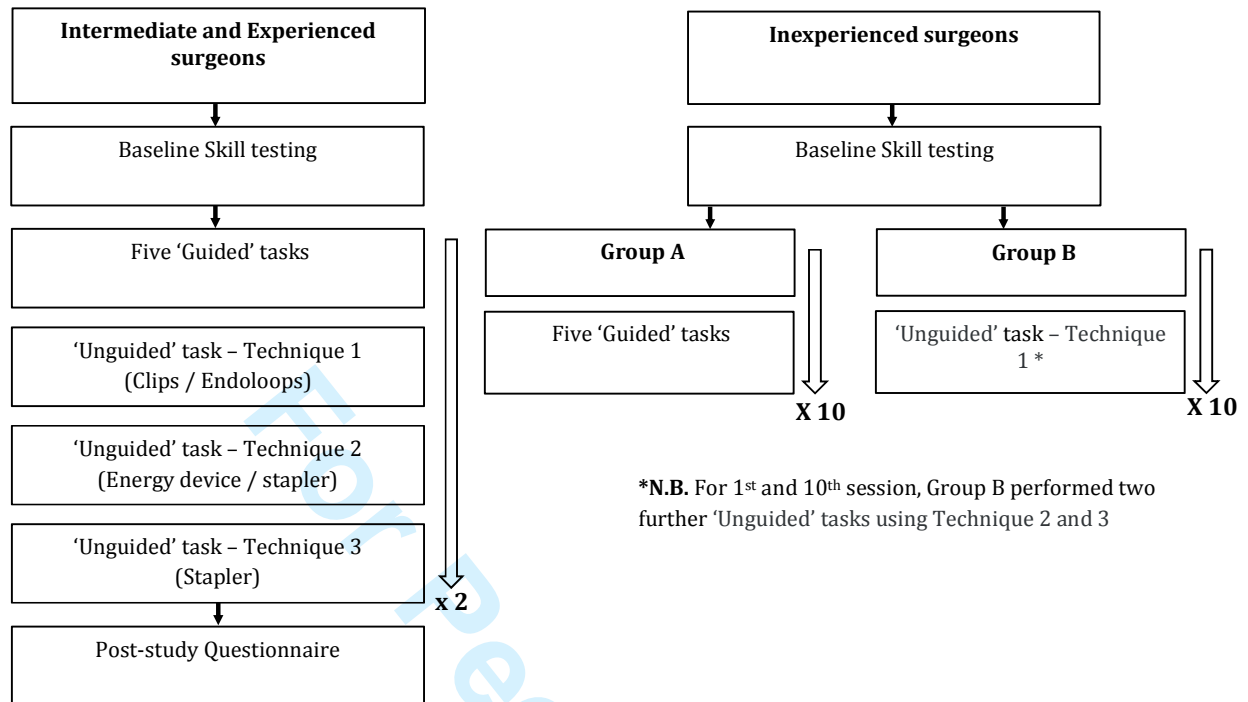 Intermediate and Experienced
surgeons
Baseline Skill testing
Five ‘Guided’ tasks
‘Unguided’ task – Technique 1
(Clips / Endoloops)
‘Unguided’ task – Technique 2
(Energy device / stapler)
‘Unguided’ task – Technique 3
(Stapler)
x 2
Post-study Questionnaire
Inexperienced surgeons
Baseline Skill testing
Group A
Five ‘Guided’ tasks
X 10
Group B
‘Unguided’ task – Technique
1 *
X 10
*N.B. For 1st and 10th session, Group B performed two
further ‘Unguided’ tasks using Technique 2 and 3
For Pee